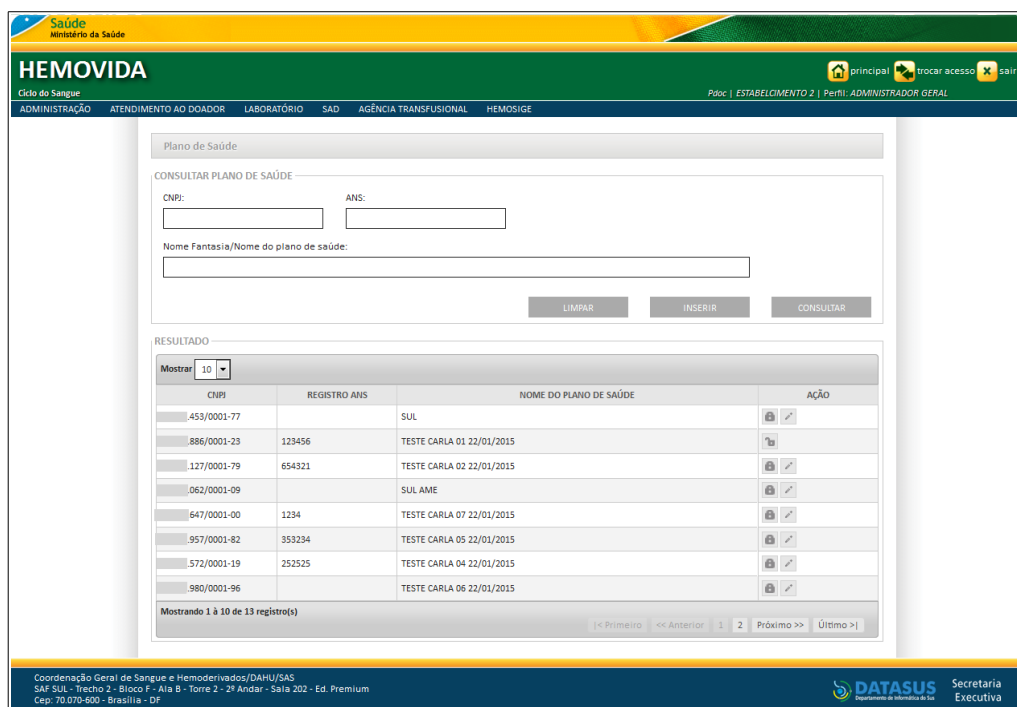 Saúde
Ministério da Saúde
HEMOVIDA
principal trocar acesso sair
Ciclo do Sangue
Pdoc | ESTABELCIMENTO 2 | Perfil: ADMINISTRADOR GERAL
ADMINISTRAÇÃO ATENDIMENTO AO DOADOR LABORATÓRIO SAD AGÊNCIA TRANSFUSIONAL HEMOSIGE
Plano de Saúde
CONSULTAR PLANO DE SAÚDE
CNPJ: ANS:
Nome Fantasia/Nome do plano de saúde:
LIMPAR INSERIR CONSULTAR
RESULTADO
Mostrar 10
CNPJ REGISTRO ANS NOME DO PLANO DE SAÚDE AÇÃO
.453/0001-77 SUL
.886/0001-23 123456 TESTE CARLA 01 22/01/2015
.127/0001-79 654321 TESTE CARLA 02 22/01/2015
.062/0001-09 SUL AME
647/0001-00 1234 TESTE CARLA 07 22/01/2015
.957/0001-82 353234 TESTE CARLA 05 22/01/2015
.572/0001-19 252525 TESTE CARLA 04 22/01/2015
.980/0001-96 TESTE CARLA 06 22/01/2015
Mostrando 1 à 10 de 13 registro(s)
|< Primeiro << Anterior 1 2 Próximo >> Último >|
Coordenação Geral de Sangue e Hemoderivados/DAHU/SAS
SAF SUL - Trecho 2 - Bloco F - Ala B - Torre 2 - 2º Andar - Sala 202 - Ed. Premium
Cep: 70.070-600 - Brasília - DF
DATASUS
Departamento de Informática do Sus
Secretaria
Executiva